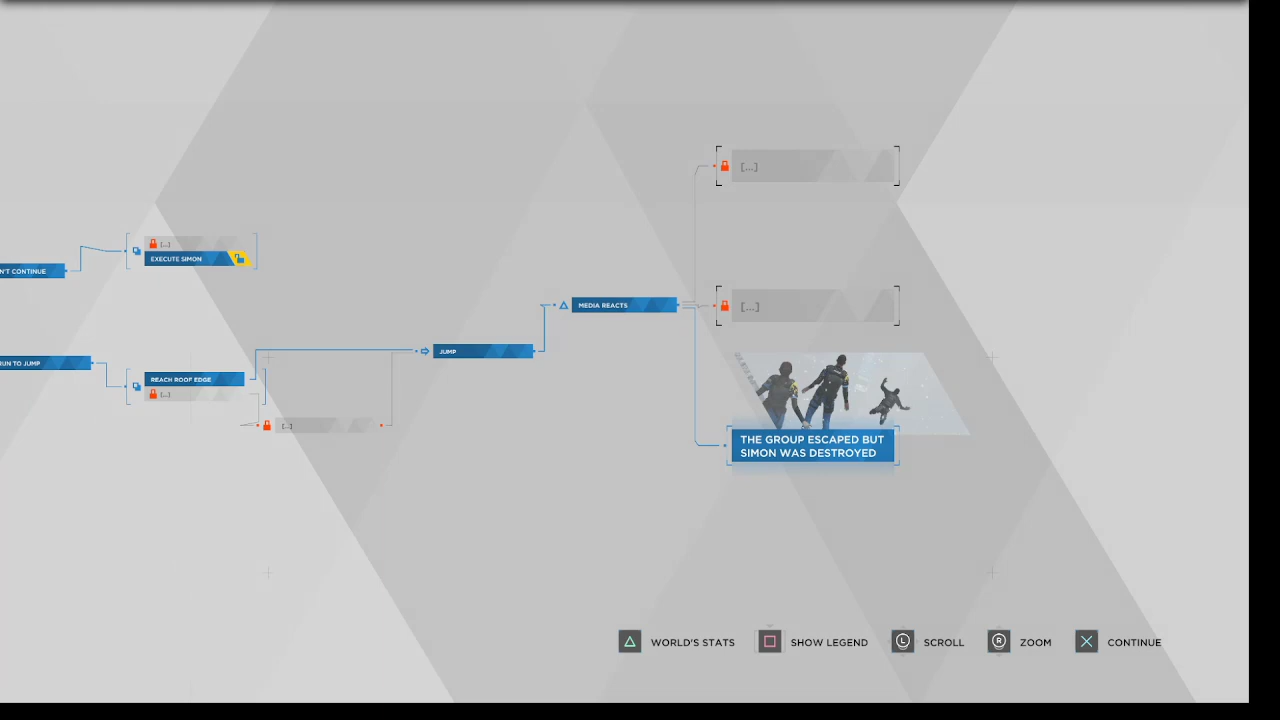 [...]
[...]
EXECUTE SIMON
N'T CONTINUE
[...]
MEDIA REACTS
JUMP
UN TO JUMP
REACH ROOF EDGE
[...]
[...]
THE GROUP ESCAPED BUT
SIMON WAS DESTROYED
WORLD'S STATS
SHOW LEGEND
L
SCROLL
R
ZOOM
CONTINUE